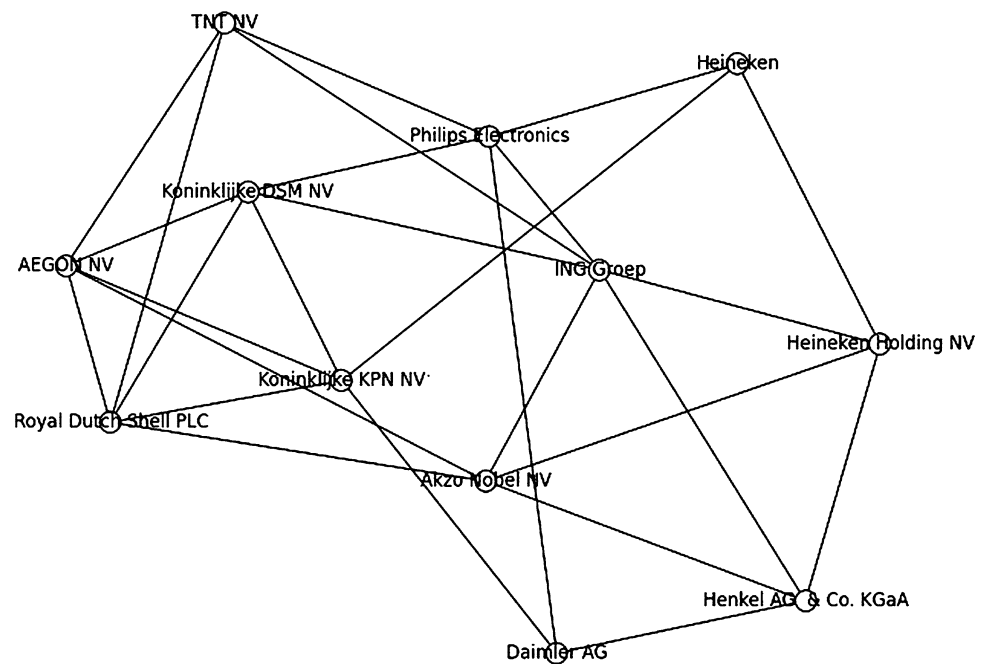 TNT NV
Heineken
Philips Electronics
Koninklijke DSM NV
AEGON NV
ING Groep
Heineken Holding NV
Koninklijke KPN NV
Royal Dutch Shell PLC
Akzo Nobel NV
Henkel AG & Co. KGaA
Daimler AG